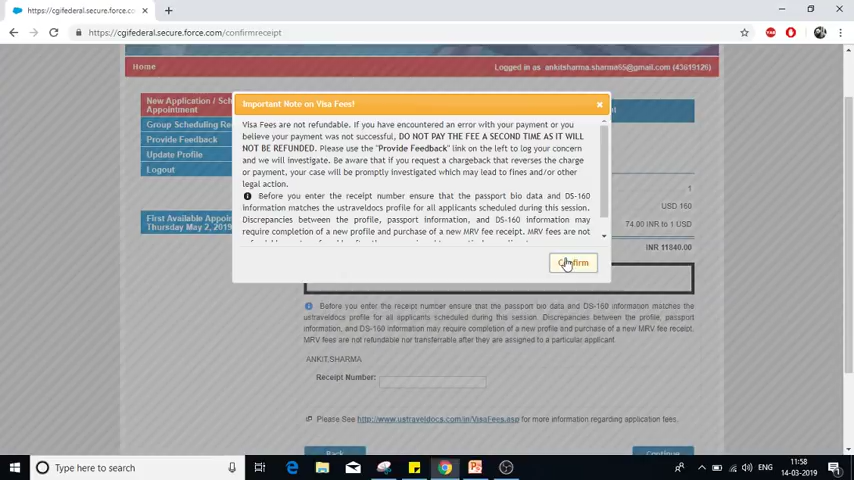 https://cgifederal.secure.force.co
https://cgifederal.secure.force.com/confirmreceipt
Home
Logged in as: ankitsharma.sharma65@gmail.com (43619126)
New Application / Sch
Appointment
Group Scheduling Re
Provide Feedback
Update Profile
Logout
First Available Appoin
Thursday May 2, 2019
Important Note on Visa Fees!
Visa Fees are not refundable. If you have encountered an error with your payment or you
believe your payment was not successful, DO NOT PAY THE FEE A SECOND TIME AS IT WILL
NOT BE REFUNDED. Please use the "Provide Feedback" link on the left to log your concern
and we will investigate. Be aware that if you request a chargeback that reverses the charge
or payment, your case will be promptly investigated which may lead to fines and/or other
legal action.
Before you enter the receipt number ensure that the passport bio data and DS-160
information matches the ustraveldocs profile for all applicants scheduled during this session.
Discrepancies between the profile, passport information, and DS-160 information may
require completion of a new profile and purchase of a new MRV fee receipt. MRV fees are not
Confirm
1
USD 160
74.00 INR to 1 USD
INR 11840.00
Before you enter the receipt number ensure that the passport bio data and DS-160 information matches the
ustraveldocs profile for all applicants scheduled during this session. Discrepancies between the profile, passport
information, and DS-160 information may require completion of a new profile and purchase of a new MRV fee receipt.
MRV fees are not refundable nor transferrable after they are assigned to a particular applicant
ANKIT,SHARMA
Receipt Number:
Please See http://www.ustraveldocs.com/in/VisaFees.asp for more information regarding application fees.
Back
Continue
Type here to search
ENG
11:58
14-03-2019